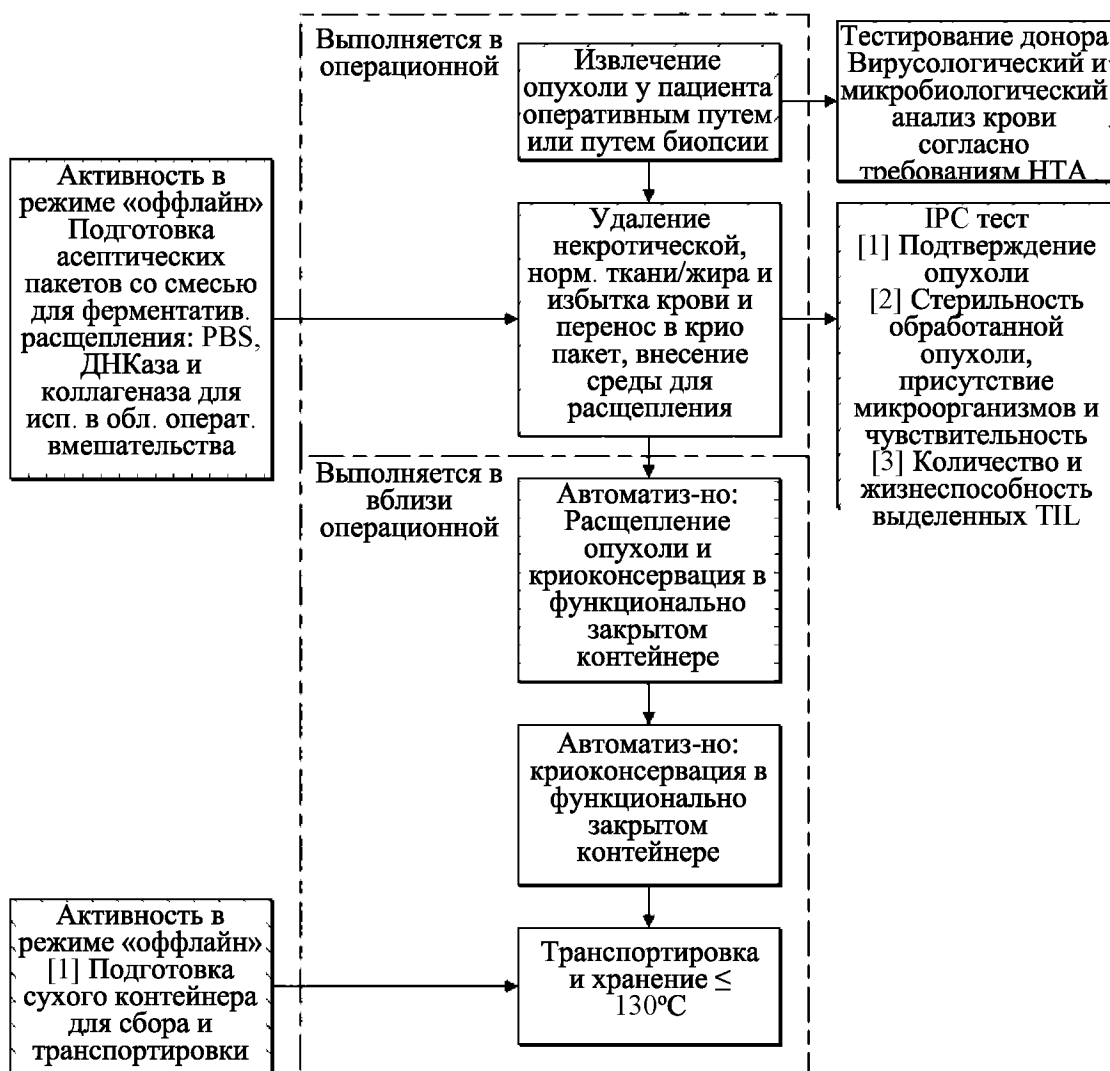 Выполняется в
операционной
Извлечение
опухоли у пациента
оперативным путем
или путем биопсии
Тестирование донора
Вирусологический и
микробиологический
анализ крови
согласно
требованиям HTA
Активность в
режиме «оффлайн»
Подготовка
асептических
пакетов со смесью
для ферментатив.
расщепления: PBS,
ДНКаза и
коллагеназа для
исп. в обл. операт.
вмешательства
Удаление
некротической,
норм. ткани/жира и
избытка крови и
перенос в крио
пакет, внесение
среды для
расщепления
IPC тест
[1] Подтверждение
опухоли
[2] Стерильность
обработанной
опухоли,
присутствие
микроорганизмов и
чувствительность
[3] Количество и
жизнеспособность
выделенных TIL
Выполняется в
вблизи
операционной
Автоматиз-но:
Расщепление
опухоли и
криоконсервация в
функционально
закрытом
контейнере
Автоматиз-но:
криоконсервация в
функционально
закрытом
контейнере
Активность в
режиме «оффлайн»
[1] Подготовка
сухого контейнера
для сбора и
транспортировки
Транспортировка
и хранение ≤
130ºC